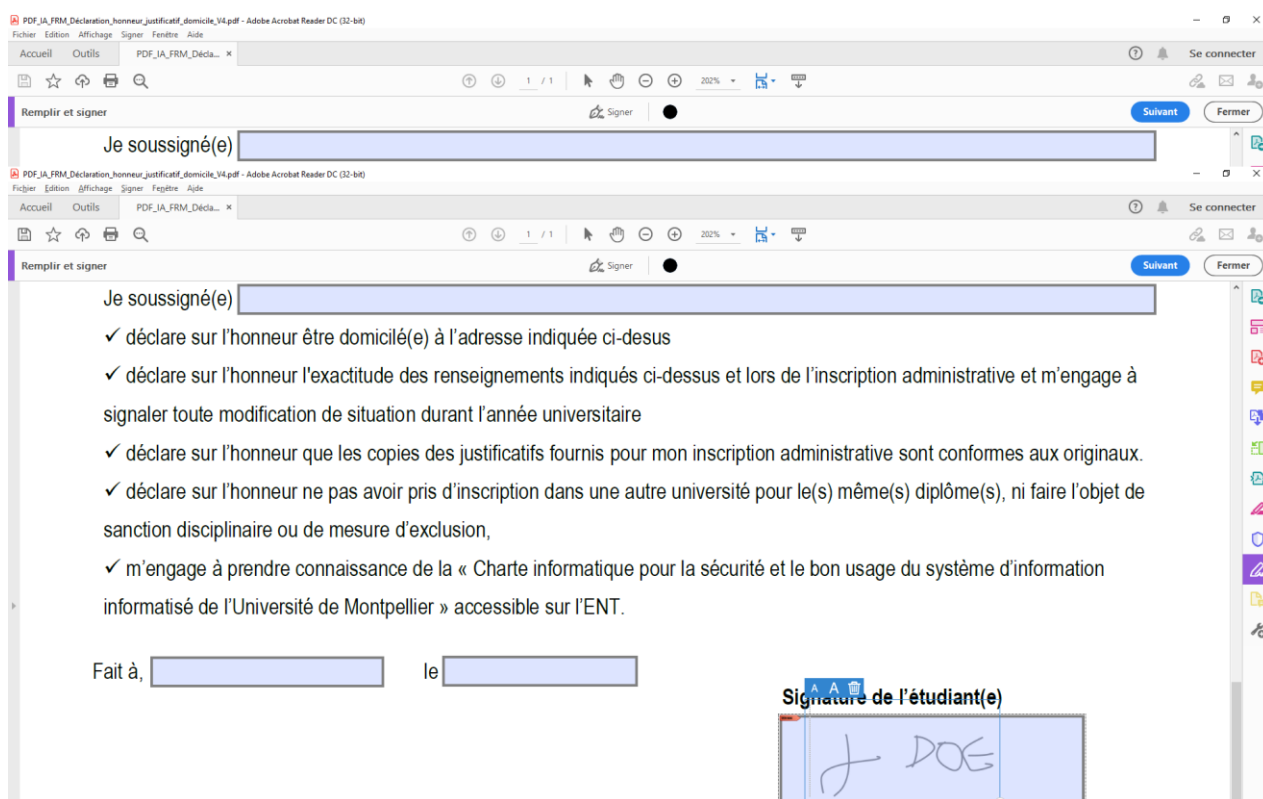 PDF_IA_FRM_Déclaration_honneur_justificatif_domicile_V4.pdf - Adobe Acrobat Reader DC (32-bit)
Fichier Edition Affichage Signer Fenêtre Aide
Accueil Outils PDF_IA_FRM_Décla... × Se connecter
1 / 1 202%
Remplir et signer Signer Suivant Fermer
Je soussigné(e)
PDF_IA_FRM_Déclaration_honneur_justificatif_domicile_V4.pdf - Adobe Acrobat Reader DC (32-bit)
Fichier Edition Affichage Signer Fenêtre Aide
Accueil Outils PDF_IA_FRM_Décla... × Se connecter
1 / 1 202%
Remplir et signer Signer Suivant Fermer
Je soussigné(e)
✓ déclare sur l’honneur être domicilé(e) à l’adresse indiquée ci-desus
✓ déclare sur l’honneur l'exactitude des renseignements indiqués ci-dessus et lors de l’inscription administrative et m’engage à
signaler toute modification de situation durant l’année universitaire
✓ déclare sur l’honneur que les copies des justificatifs fournis pour mon inscription administrative sont conformes aux originaux.
✓ déclare sur l’honneur ne pas avoir pris d’inscription dans une autre université pour le(s) même(s) diplôme(s), ni faire l’objet de
sanction disciplinaire ou de mesure d’exclusion,
✓ m’engage à prendre connaissance de la « Charte informatique pour la sécurité et le bon usage du système d’information
informatisé de l’Université de Montpellier » accessible sur l’ENT.
Fait à, le
A A
Signature de l’étudiant(e)
J DOE